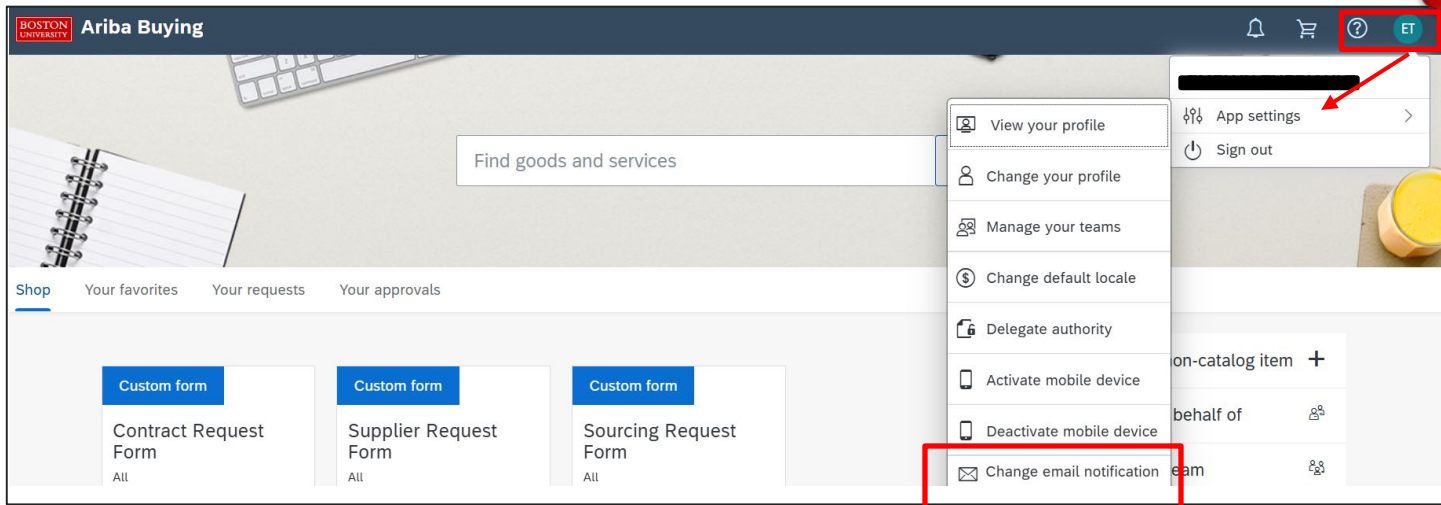 BOSTON
UNIVERSITY
Ariba Buying
ET
App settings
Sign out
Find goods and services
View your profile
Change your profile
Manage your teams
Change default locale
Delegate authority
Activate mobile device
Deactivate mobile device
Change email notification
Shop Your favorites Your requests Your approvals
on-catalog item +
behalf of
eam
Custom form Custom form Custom form
Contract Request Supplier Request Sourcing Request
Form Form Form
All All All